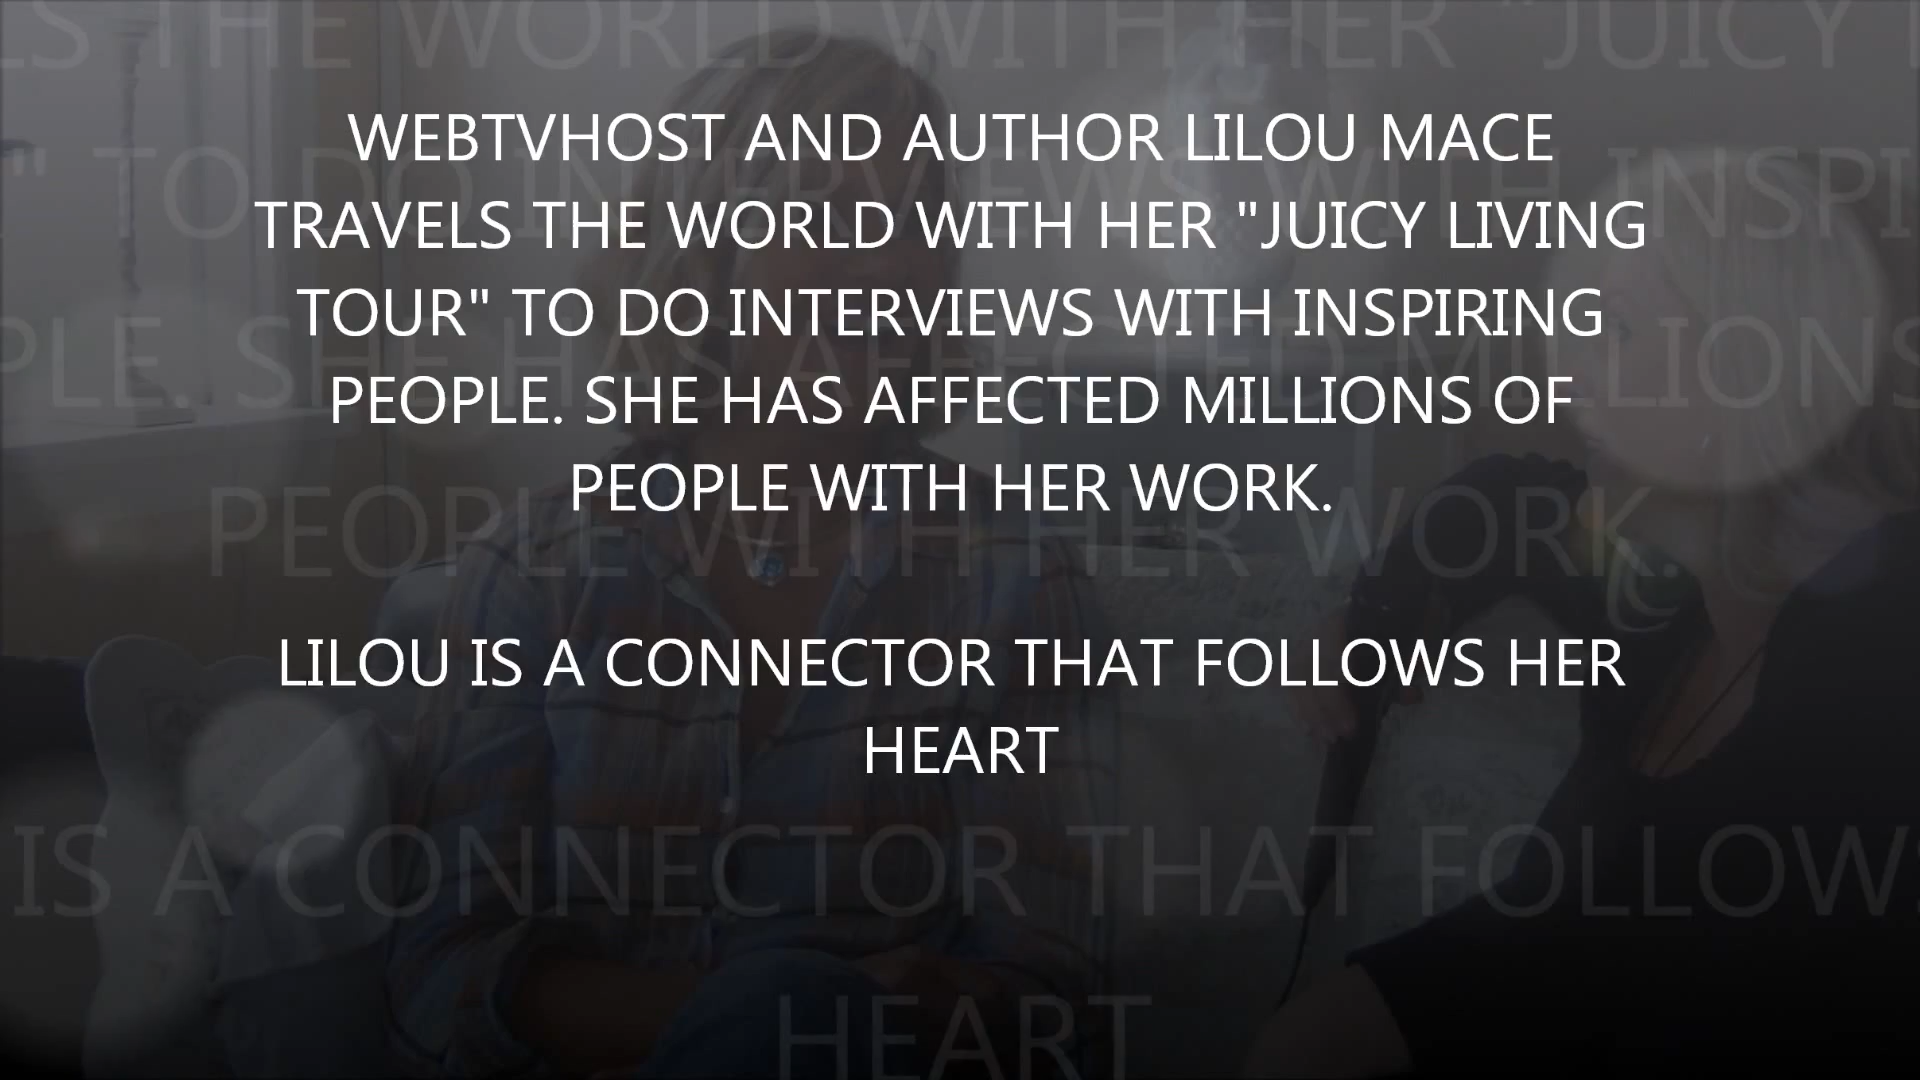 WEBTVHOST AND AUTHOR LILOU MACE
TRAVELS THE WORLD WITH HER "JUICY LIVING
TOUR" TO DO INTERVIEWS WITH INSPIRING
PEOPLE. SHE HAS AFFECTED MILLIONS OF
PEOPLE WITH HER WORK.
LILOU IS A CONNECTOR THAT FOLLOWS HER
HEART